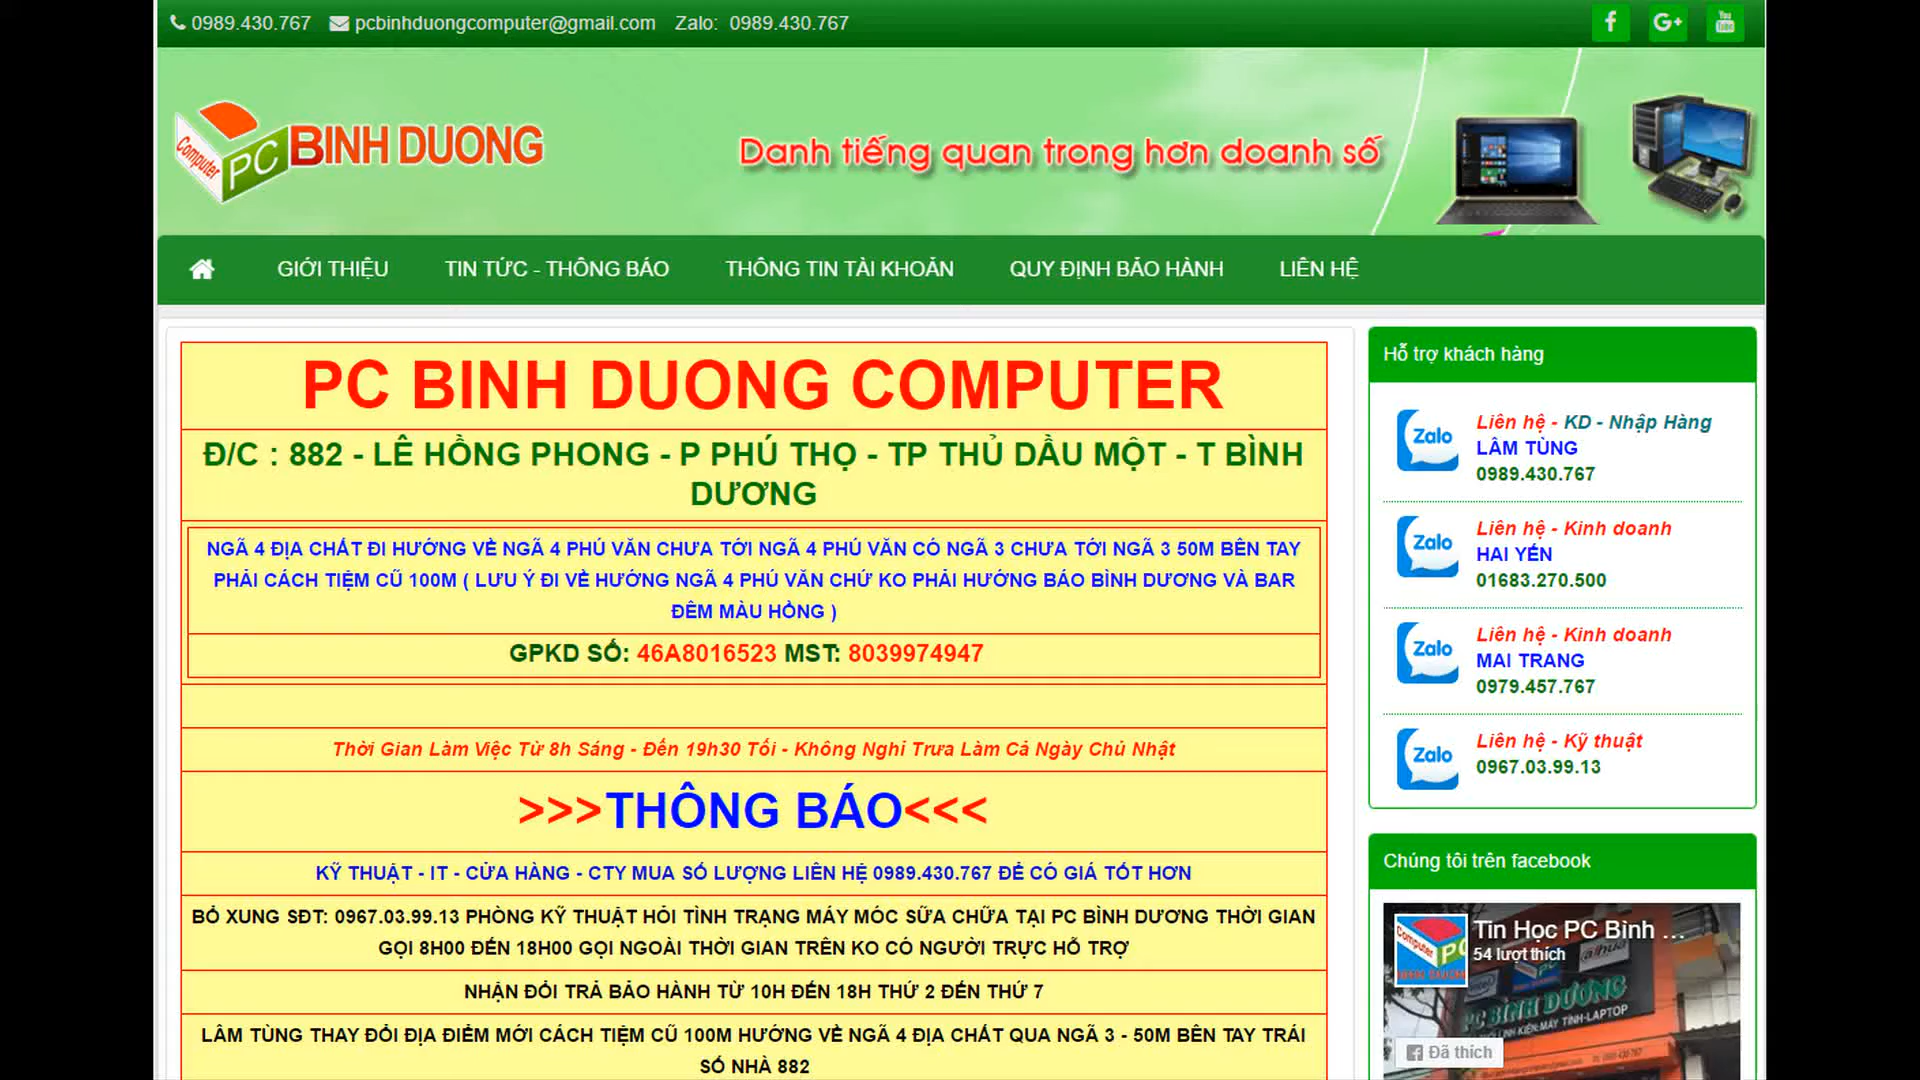 0989.430.767 pcbinhduongcomputer@gmail.com Zalo: 0989.430.767
Computer PC BINH DUONG
Danh tiếng quan trong hơn doanh số
GIỚI THIỆU TIN TỨC - THÔNG BÁO THÔNG TIN TÀI KHOẢN QUY ĐỊNH BẢO HÀNH LIÊN HỆ
PC BINH DUONG COMPUTER
Đ/C : 882 - LÊ HỒNG PHONG - P PHÚ THỌ - TP THỦ DẦU MỘT - T BÌNH
DƯƠNG
NGÃ 4 ĐỊA CHẤT ĐI HƯỚNG VỀ NGÃ 4 PHÚ VĂN CHƯA TỚI NGÃ 4 PHÚ VĂN CÓ NGÃ 3 CHƯA TỚI NGÃ 3 50M BÊN TAY
PHẢI CÁCH TIỆM CŨ 100M ( LƯU Ý ĐI VỀ HƯỚNG NGÃ 4 PHÚ VĂN CHỨ KO PHẢI HƯỚNG BÁO BÌNH DƯƠNG VÀ BAR
ĐÊM MÀU HỒNG )
GPKD SỐ: 46A8016523 MST: 8039974947
Thời Gian Làm Việc Từ 8h Sáng - Đến 19h30 Tối - Không Nghỉ Trưa Làm Cả Ngày Chủ Nhật
>>>THÔNG BÁO<<<
KỸ THUẬT - IT - CỬA HÀNG - CTY MUA SỐ LƯỢNG LIÊN HỆ 0989.430.767 ĐỂ CÓ GIÁ TỐT HƠN
BỔ XUNG SĐT: 0967.03.99.13 PHÒNG KỸ THUẬT HỎI TÌNH TRẠNG MÁY MÓC SỮA CHỮA TẠI PC BÌNH DƯƠNG THỜI GIAN
GỌI 8H00 ĐẾN 18H00 GỌI NGOÀI THỜI GIAN TRÊN KO CÓ NGƯỜI TRỰC HỖ TRỢ
NHẬN ĐỔI TRẢ BẢO HÀNH TỪ 10H ĐẾN 18H THỨ 2 ĐẾN THỨ 7
LÂM TÙNG THAY ĐỔI ĐỊA ĐIỂM MỚI CÁCH TIỆM CŨ 100M HƯỚNG VỀ NGÃ 4 ĐỊA CHẤT QUA NGÃ 3 - 50M BÊN TAY TRÁI
SỐ NHÀ 882
Hỗ trợ khách hàng
Zalo
Liên hệ - KD - Nhập Hàng
LÂM TÙNG
0989.430.767
Zalo
Liên hệ - Kinh doanh
HAI YẾN
01683.270.500
Zalo
Liên hệ - Kinh doanh
MAI TRANG
0979.457.767
Zalo
Liên hệ - Kỹ thuật
0967.03.99.13
Chúng tôi trên facebook
Tin Học PC Bình ...
54 lượt thích
PC BÌNH DƯƠNG
LINH KIỆN MÁY TÍNH-LAPTOP
Đã thích